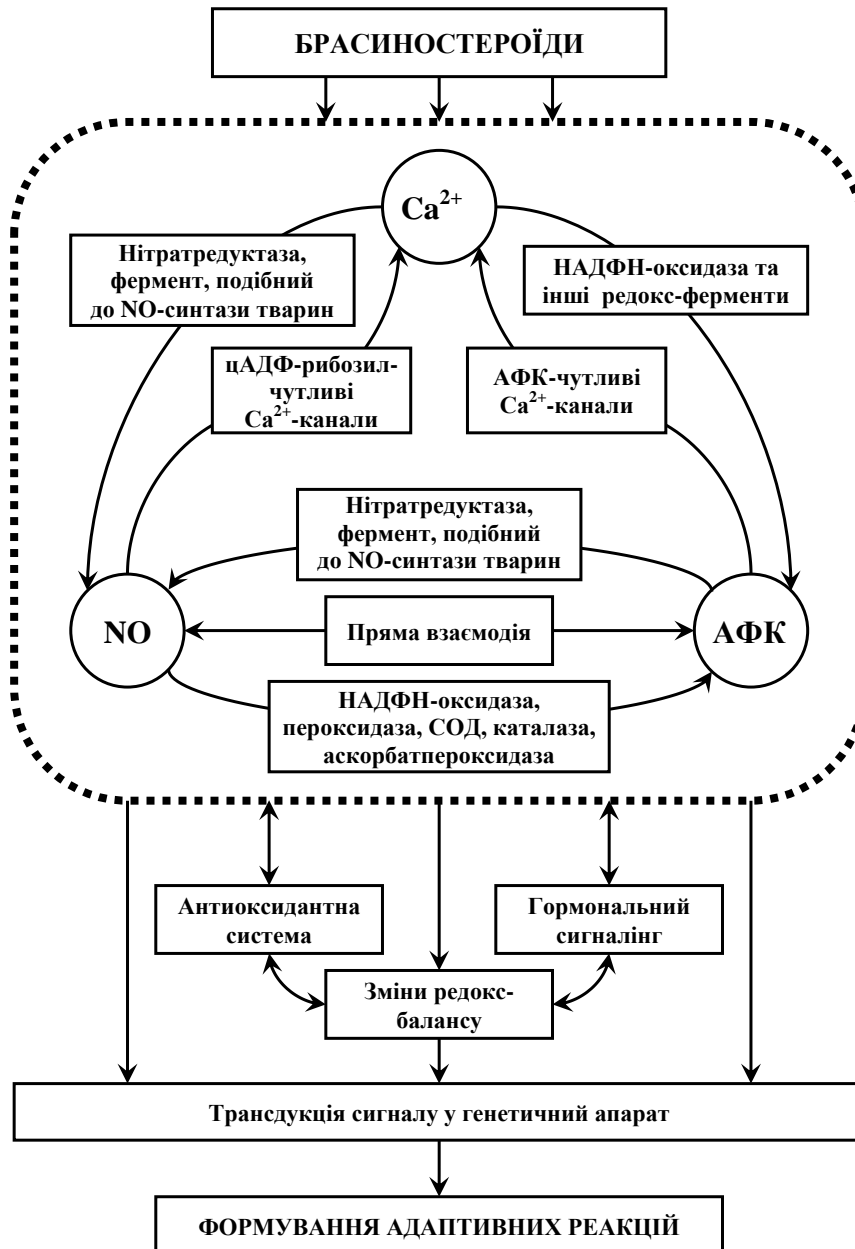 БРАСИНОСТЕРОЇДИ
Ca²⁺
Нітратредуктаза,
фермент, подібний
до NO-синтази тварин
НАДФН-оксидаза та
інші редокс-ферменти
цАДФ-рибозил-
чутливі
Ca²⁺-канали
АФК-чутливі
Ca²⁺-канали
Нітратредуктаза,
фермент, подібний
до NO-синтази тварин
NO
Пряма взаємодія
АФК
НАДФН-оксидаза,
пероксидаза, СОД, каталаза,
аскорбатпероксидаза
Антиоксидантна
система
Гормональний
сигналінг
Зміни редокс-
балансу
Трансдукція сигналу у генетичний апарат
ФОРМУВАННЯ АДАПТИВНИХ РЕАКЦІЙ